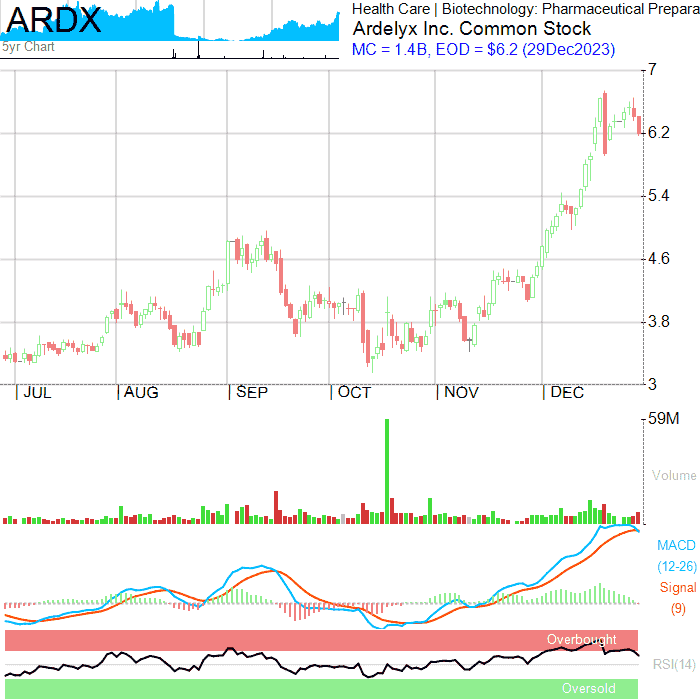 ARDX
5yr Chart
Health Care | Biotechnology: Pharmaceutical Prepara
Ardelyx Inc. Common Stock
MC = 1.4B, EOD = $6.2 (29Dec2023)
7
6.2
5.4
4.6
3.8
3
JUL AUG SEP OCT NOV DEC
59M
Volume
MACD
(12-26)
Signal
(9)
Overbought
RSI(14)
Oversold